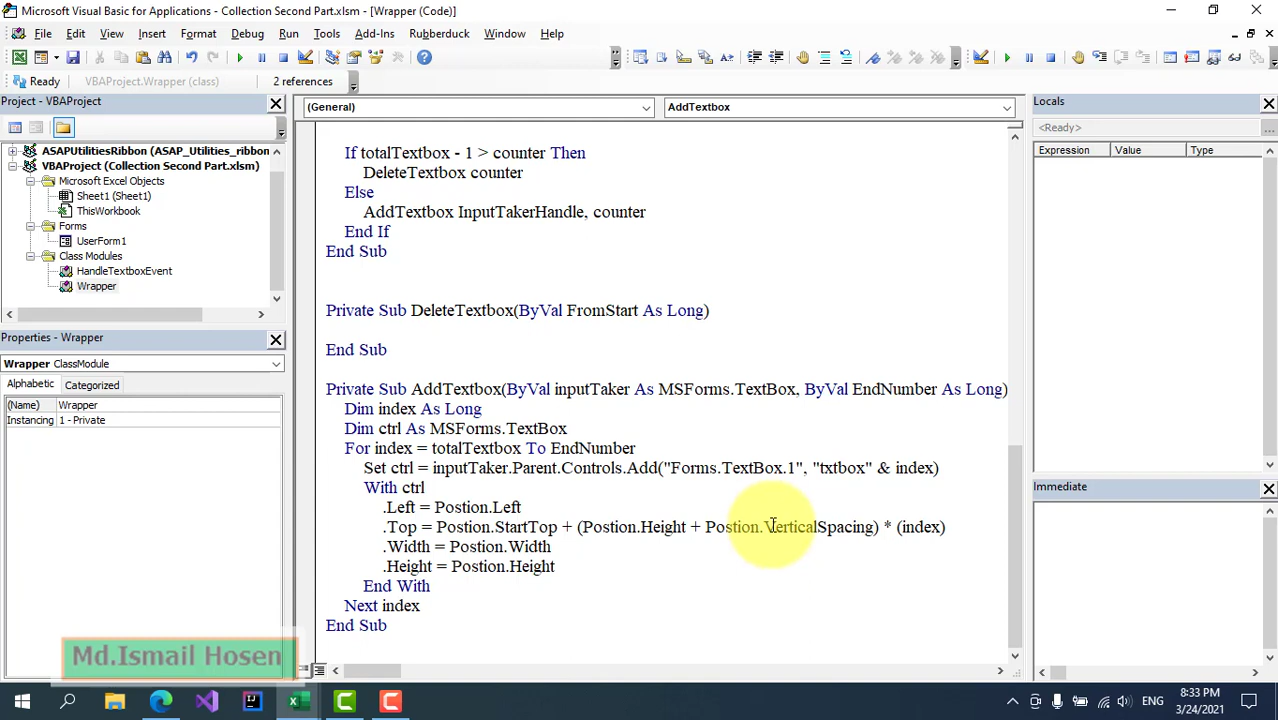 Microsoft Visual Basic for Applications - Collection Second Part.xlsm - [Wrapper (Code)]
File Edit View Insert Format Debug Run Tools Add-Ins Rubberduck Window Help
Ready VBAProject.Wrapper (class) 2 references
Project - VBAProject
ASAPUtilitiesRibbon (ASAP_Utilities_ribbon
VBAProject (Collection Second Part.xlsm)
Microsoft Excel Objects
Sheet1 (Sheet1)
ThisWorkbook
Forms
UserForm1
Class Modules
HandleTextboxEvent
Wrapper
Properties - Wrapper
Wrapper ClassModule
Alphabetic Categorized
(Name) Wrapper
Instancing 1 - Private
(General) AddTextbox
If totalTextbox - 1 > counter Then
DeleteTextbox counter
Else
AddTextbox InputTakerHandle, counter
End If
End Sub
Private Sub DeleteTextbox(ByVal FromStart As Long)
End Sub
Private Sub AddTextbox(ByVal inputTaker As MSForms.TextBox, ByVal EndNumber As Long)
Dim index As Long
Dim ctrl As MSForms.TextBox
For index = totalTextbox To EndNumber
Set ctrl = inputTaker.Parent.Controls.Add("Forms.TextBox.1", "txtbox" & index)
With ctrl
.Left = Postion.Left
.Top = Postion.StartTop + (Postion.Height + Postion.VerticalSpacing) * (index)
.Width = Postion.Width
.Height = Postion.Height
End With
Next index
End Sub
Locals
<Ready>
Expression Value Type
Immediate
Md.Ismail Hosen
ENG
8:33 PM
3/24/2021